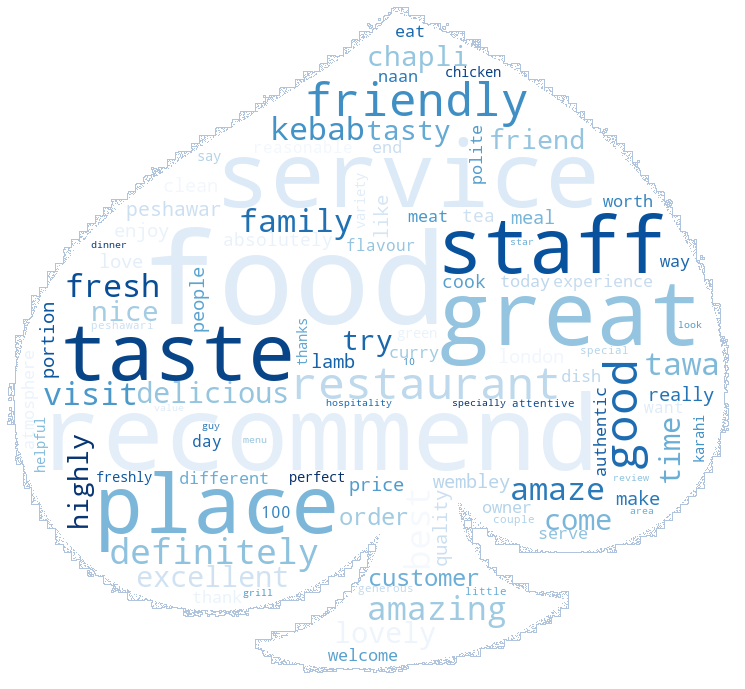 eat
chapli
naan
chicken
friendly
kebab
tasty
polite
friend
say
reasonable
end
service
clean
variety
peshawar
like
worth
enjoy
family
meat
tea
meal
absolutely
flavour
staff
star
dinner
food
love
way
fresh
people
cook
today
experience
nice
portion
peshawari
thanks
try
green
great
look
taste
lamb
curry
10
london
special
tawa
atmosphere
visit
delicious
restaurant
dish
really
value
hospitality
specially
attentive
authentic
good
want
recommend
guy
day
menu
time
karahi
helpful
highly
freshly
different
perfect
price
best
quality
wembley
amaze
review
make
place
100
order
owner
couple
come
area
serve
definitely
excellent
customer
thank
grill
generous
little
amazing
lovely
welcome